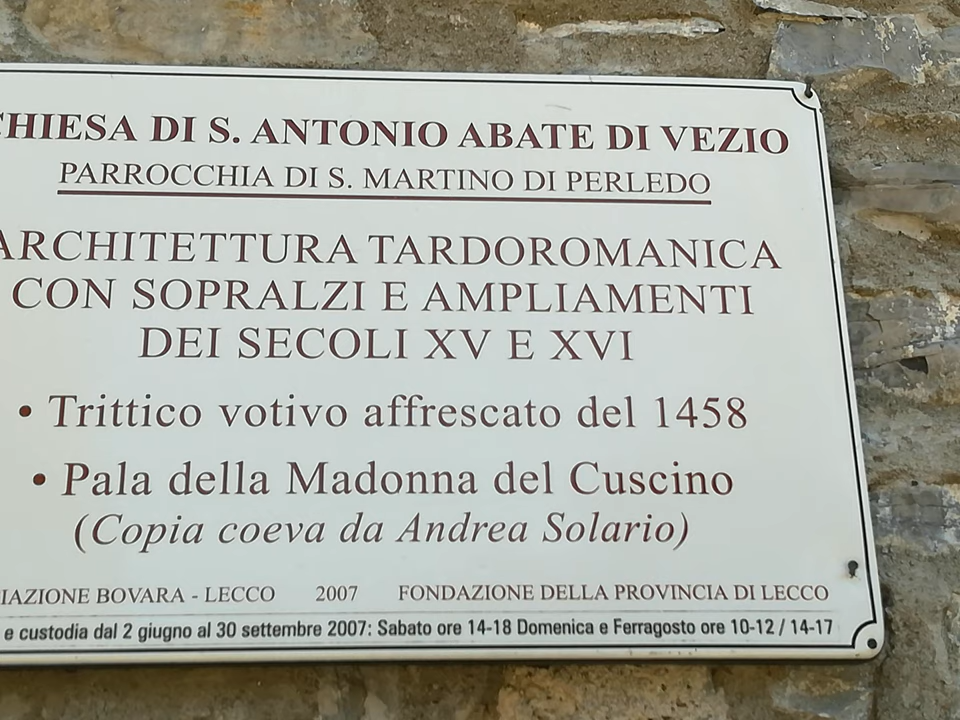 CHIESA DI S. ANTONIO ABATE DI VEZIO
PARROCCHIA DI S. MARTINO DI PERLEDO
ARCHITETTURA TARDOROMANICA
CON SOPRALZI E AMPLIAMENTI
DEI SECOLI XV E XVI
• Trittico votivo affrescato del 1458
• Pala della Madonna del Cuscino
(Copia coeva da Andrea Solario)
BOVARA - LECCO 2007 FONDAZIONE DELLA PROVINCIA DI LECCO
e custodia dal 2 giugno al 30 settembre 2007: Sabato ore 14-18 Domenica e Ferragosto ore 10-12 / 14-17